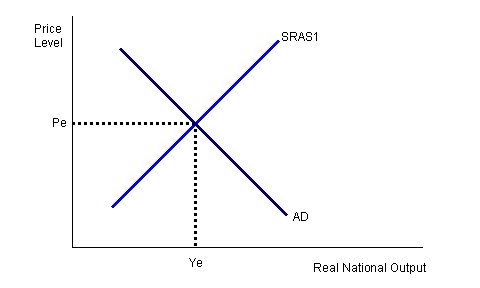 Price
Level
SRAS1
Pe
AD
Ye
Real National Output